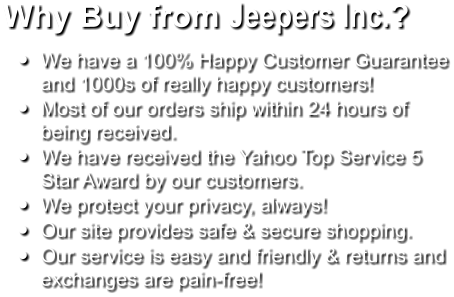 Why Buy from Jeepers Inc.?
• We have a 100% Happy Customer Guarantee
and 1000s of really happy customers!
• Most of our orders ship within 24 hours of
being received.
• We have received the Yahoo Top Service 5
Star Award by our customers.
• We protect your privacy, always!
• Our site provides safe & secure shopping.
• Our service is easy and friendly & returns and
exchanges are pain-free!